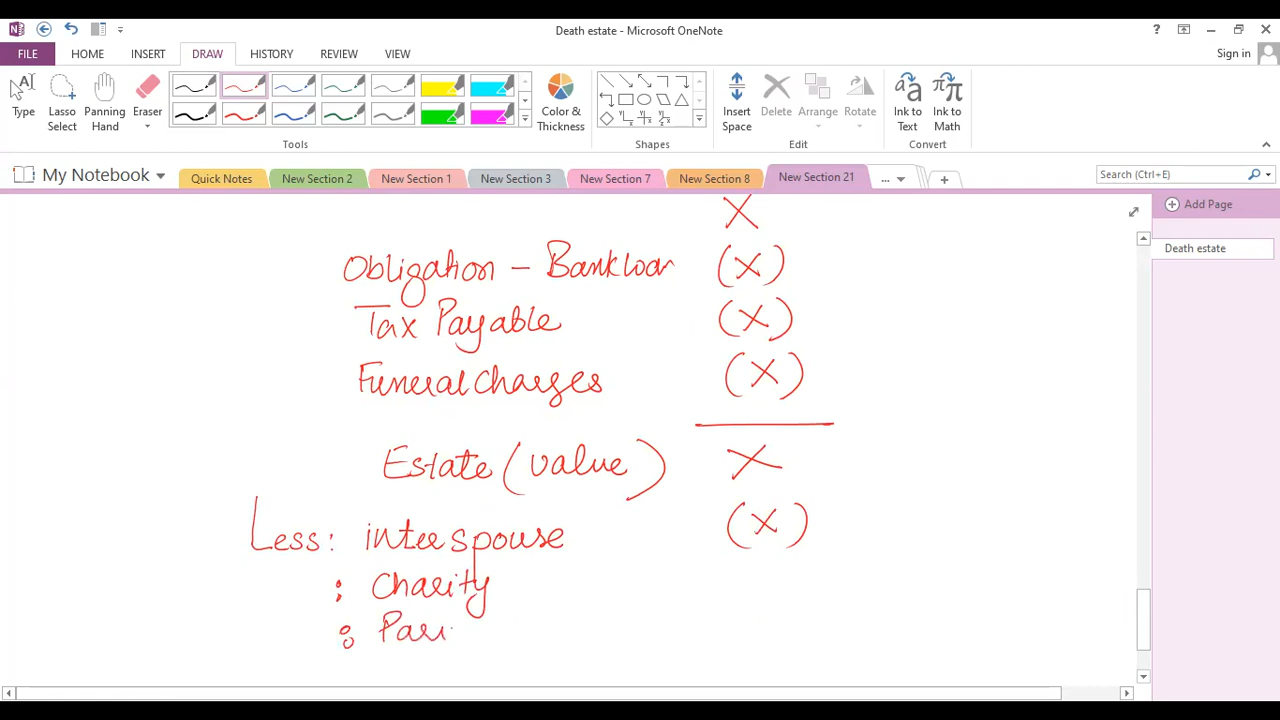 Death estate - Microsoft OneNote
?
FILE HOME INSERT DRAW HISTORY REVIEW VIEW
Sign in
Type
Lasso Select
Panning Hand
Eraser
Color & Thickness
Insert Space
Delete
Arrange
Rotate
Ink to Text
Ink to Math
Tools
Shapes
Edit
Convert
My Notebook
Quick Notes
New Section 2
New Section 1
New Section 3
New Section 7
New Section 8
New Section 21
...
Search (Ctrl+E)
Add Page
Death estate
X
Obligation - Bank loan (X)
Tax Payable (X)
Funeral Charges (X)
Estate (value) X
Less: inter spouse (X)
: Charity
: Pari